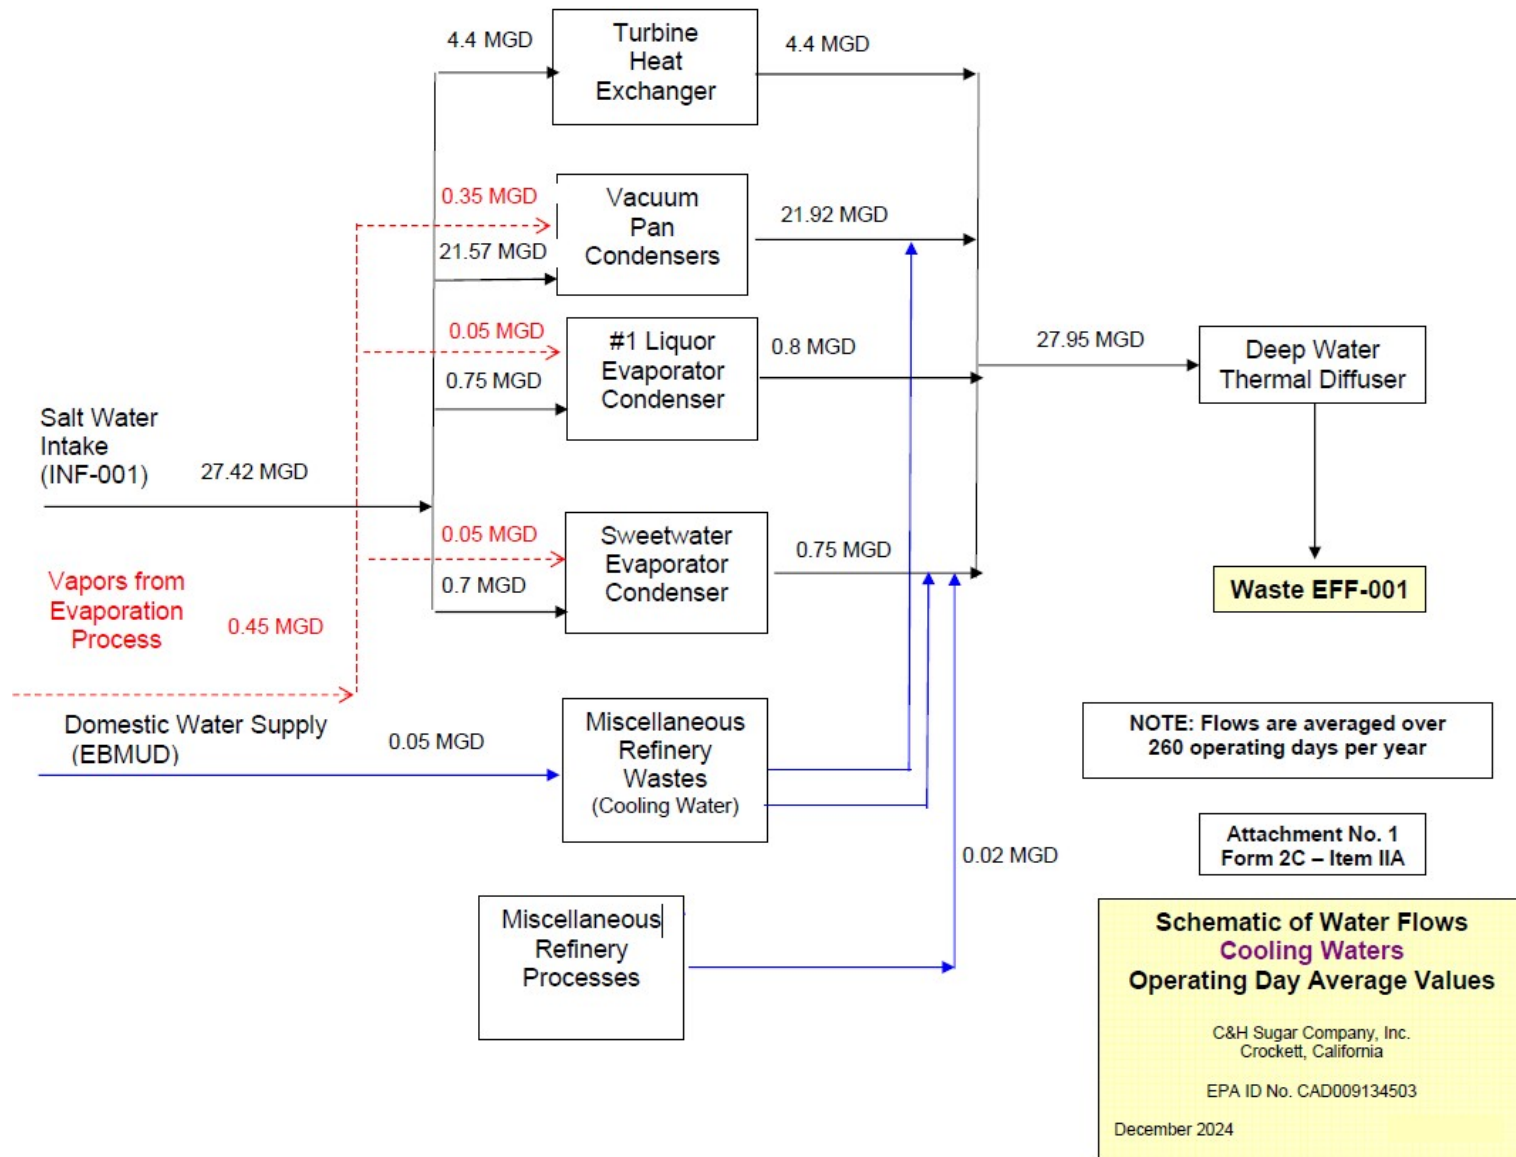 4.4 MGD
Turbine
Heat
Exchanger
4.4 MGD
0.35 MGD
21.57 MGD
Vacuum
Pan
Condensers
21.92 MGD
0.05 MGD
0.75 MGD
#1 Liquor
Evaporator
Condenser
0.8 MGD
27.95 MGD
Deep Water
Thermal Diffuser
Salt Water
Intake
(INF-001)
27.42 MGD
0.05 MGD
0.7 MGD
Sweetwater
Evaporator
Condenser
0.75 MGD
Waste EFF-001
Vapors from
Evaporation
Process
0.45 MGD
Domestic Water Supply
(EBMUD)
0.05 MGD
Miscellaneous
Refinery
Wastes
(Cooling Water)
NOTE: Flows are averaged over
260 operating days per year
0.02 MGD
Attachment No. 1
Form 2C – Item IIA
Miscellaneous
Refinery
Processes
Schematic of Water Flows
Cooling Waters
Operating Day Average Values
C&H Sugar Company, Inc.
Crockett, California
EPA ID No. CAD009134503
December 2024